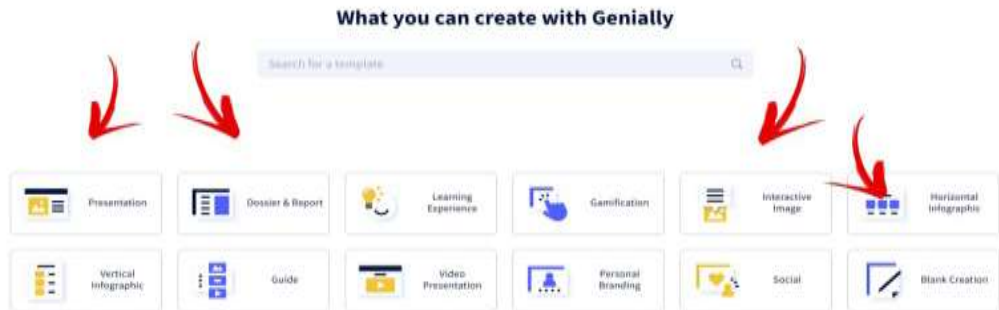 What you can create with Genially
Search for a template
Presentation
Dossier & Report
Learning
Experience
Gamification
Interactive
Image
Horizontal
Infographic
Vertical
Infographic
Guide
Video
Presentation
Personal
Branding
Social
Blank Creation